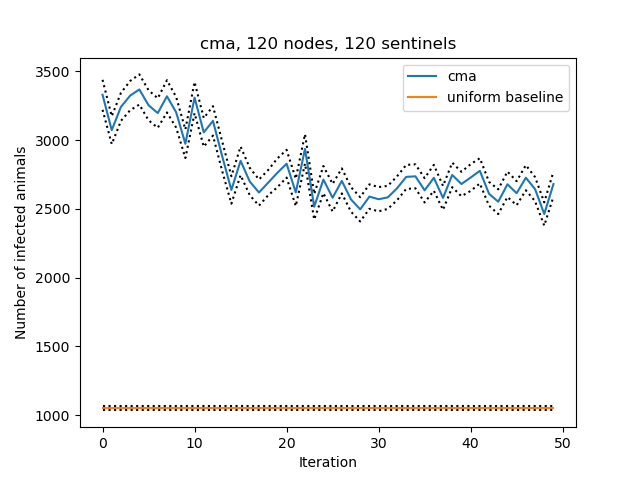 cma, 120 nodes, 120 sentinels
cma
uniform baseline
Number of infected animals
3500
3000
2500
2000
1500
1000
0 10 20 30 40 50
Iteration